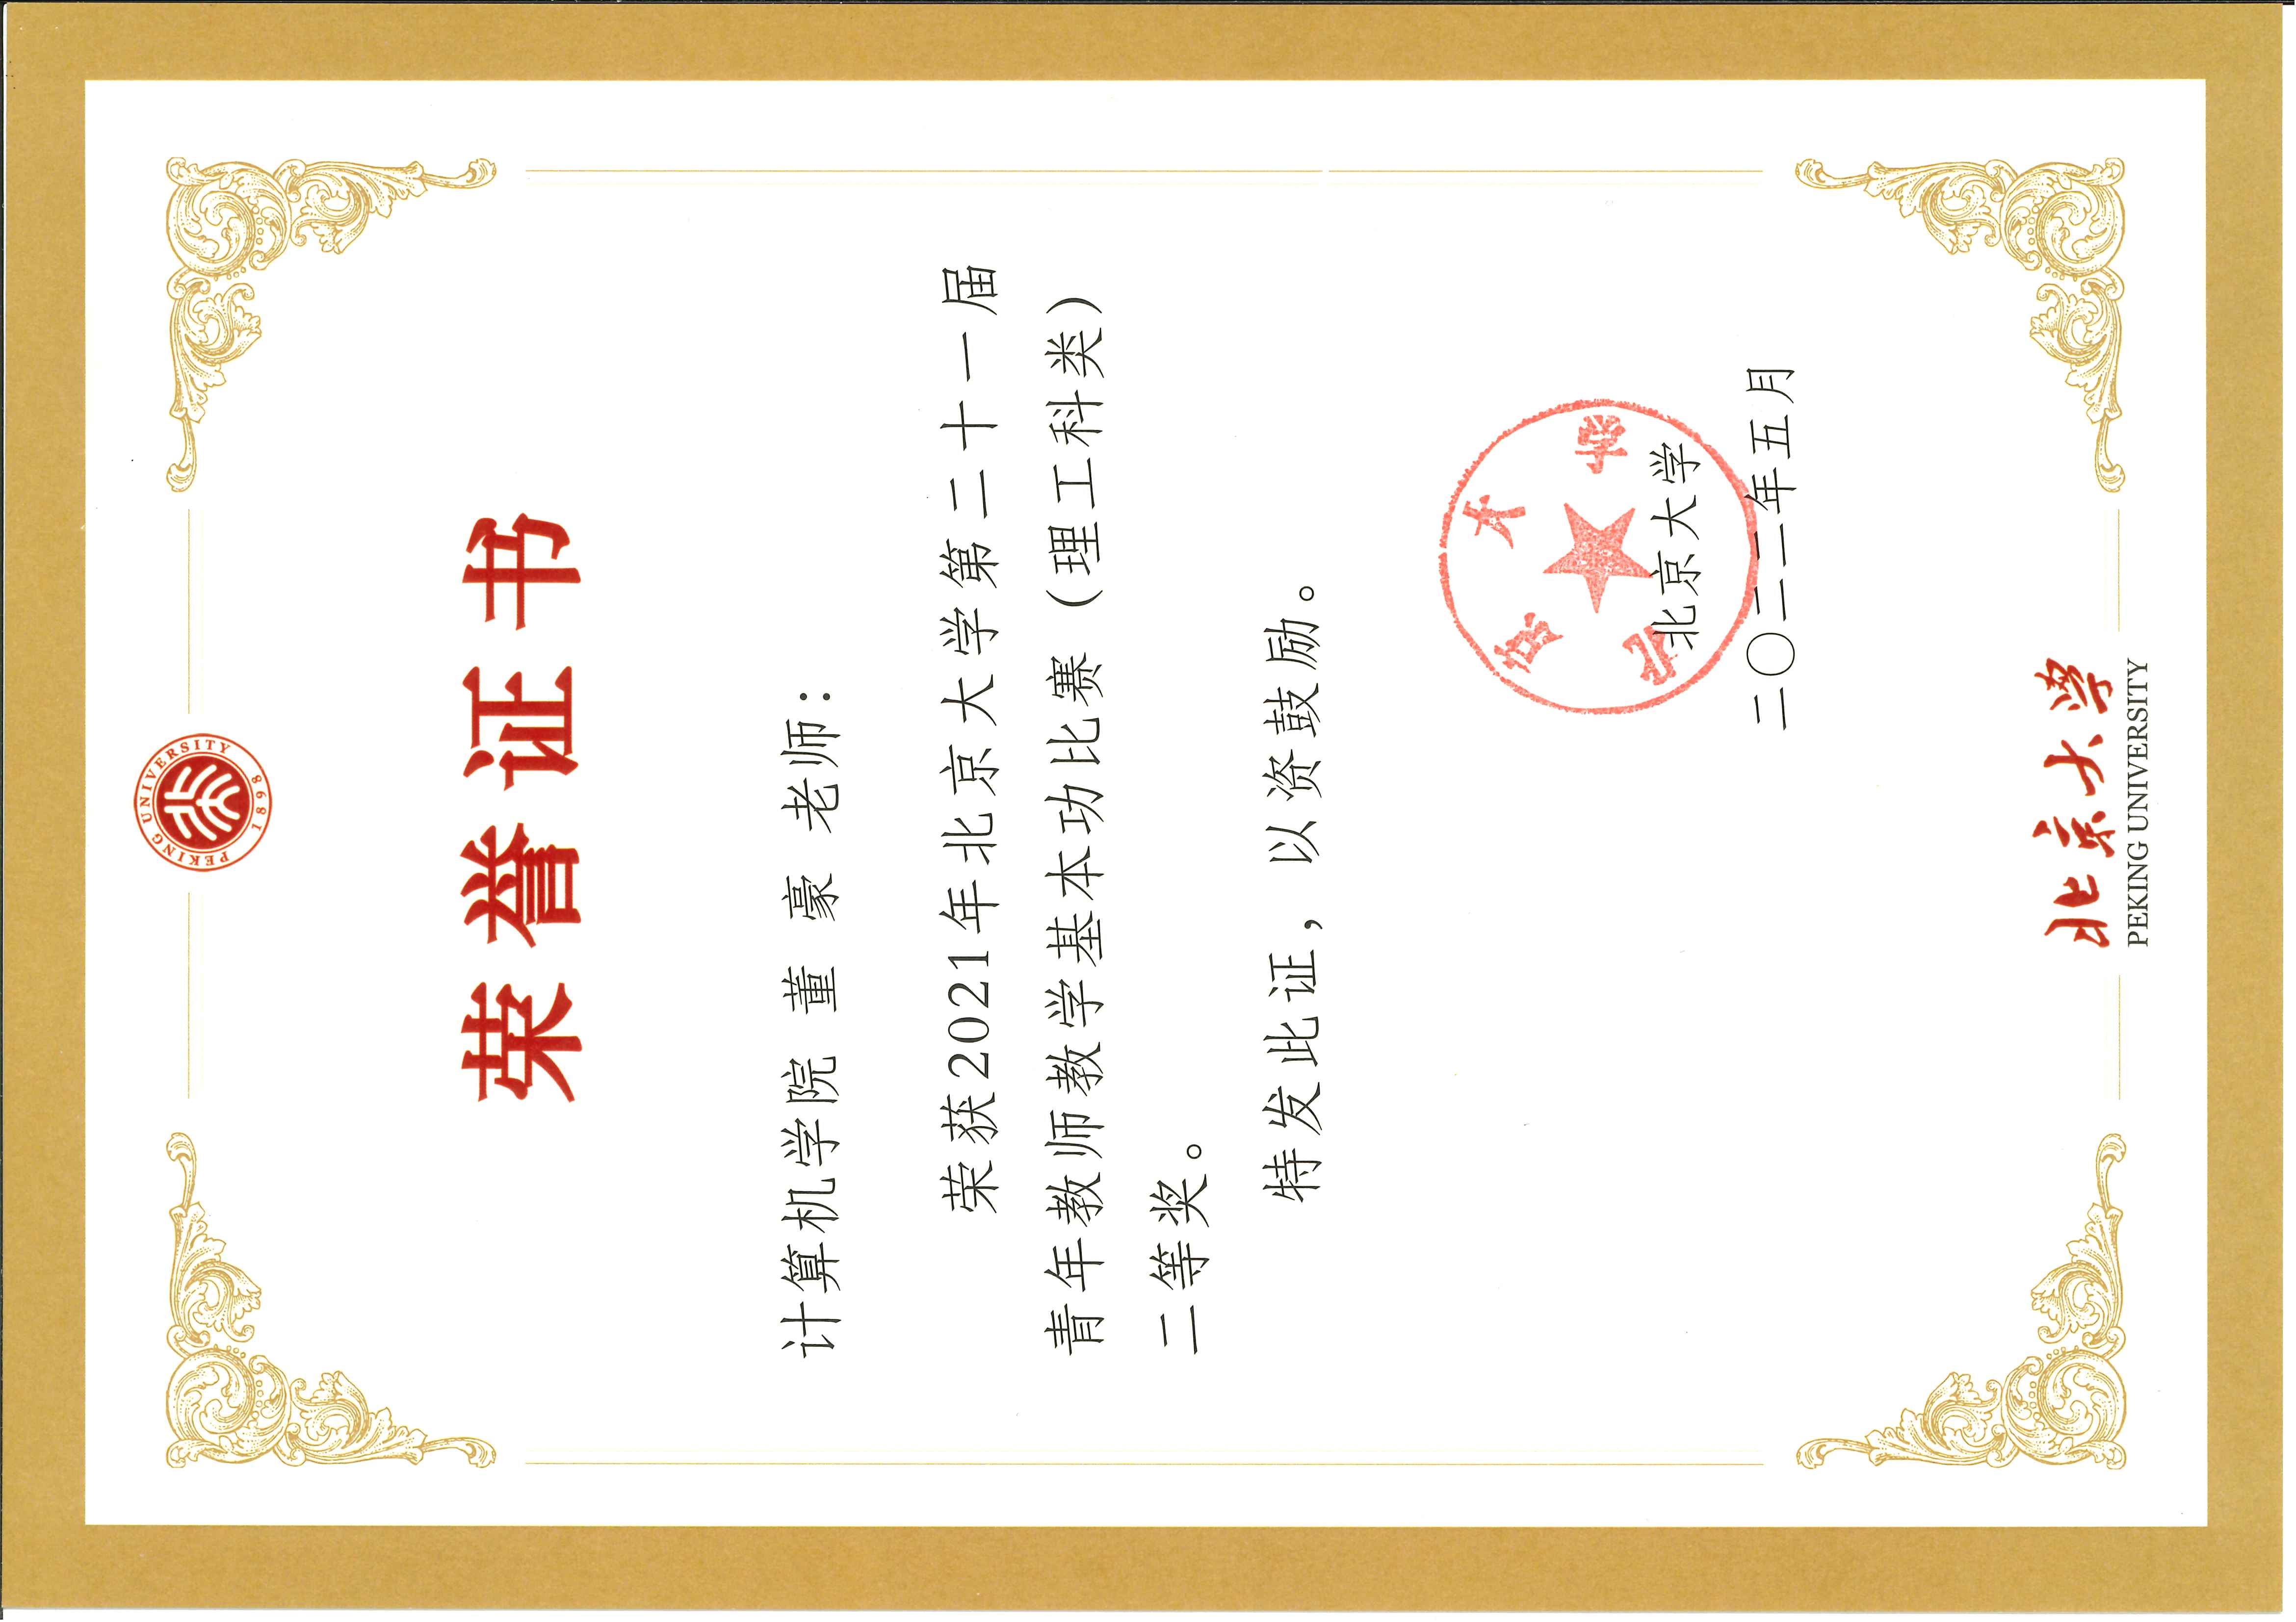 PEKING UNIVERSITY 1898
荣誉证书
计算机学院 董 豪 老师：
荣获2021年北京大学第二十一届
青年教师教学基本功比赛（理工科类）
二等奖。
特发此证，以资鼓励。
北京大学
北京大学
二〇二二年五月
北京大学
PEKING UNIVERSITY